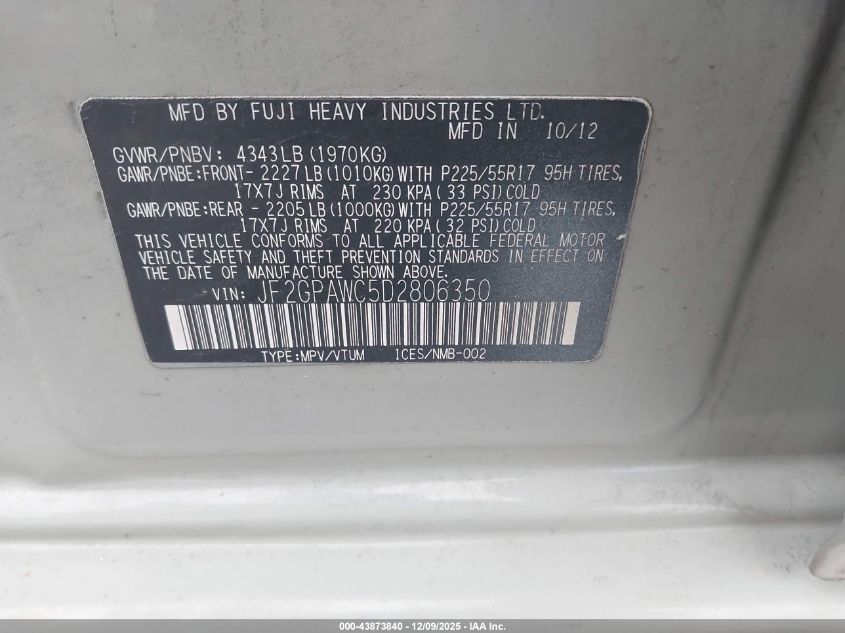 MFD BY FUJI HEAVY INDUSTRIES LTD.
MFD IN 10/12
GVWR/PNBV: 4343LB(1970KG)
GAWR/PNBE:FRONT- 2227LB(1010KG)WITH P225/55R17 95H TIRES,
17X7J RIMS AT 230 KPA(33 PSI)COLD
GAWR/PNBE:REAR - 2205LB(1000KG)WITH P225/55R17 95H TIRES,
17X7J RIMS AT 220 KPA(32 PSI)COLD
THIS VEHICLE CONFORMS TO ALL APPLICABLE FEDERAL MOTOR
VEHICLE SAFETY AND THEFT PREVENTION STANDARDS IN EFFECT ON
THE DATE OF MANUFACTURE SHOWN ABOVE.
VIN: JF2GPAWC5D2806350
TYPE:MPV/VTUM ICES/NMB-002
000-43873840 - 12/09/2025 - IAA Inc.